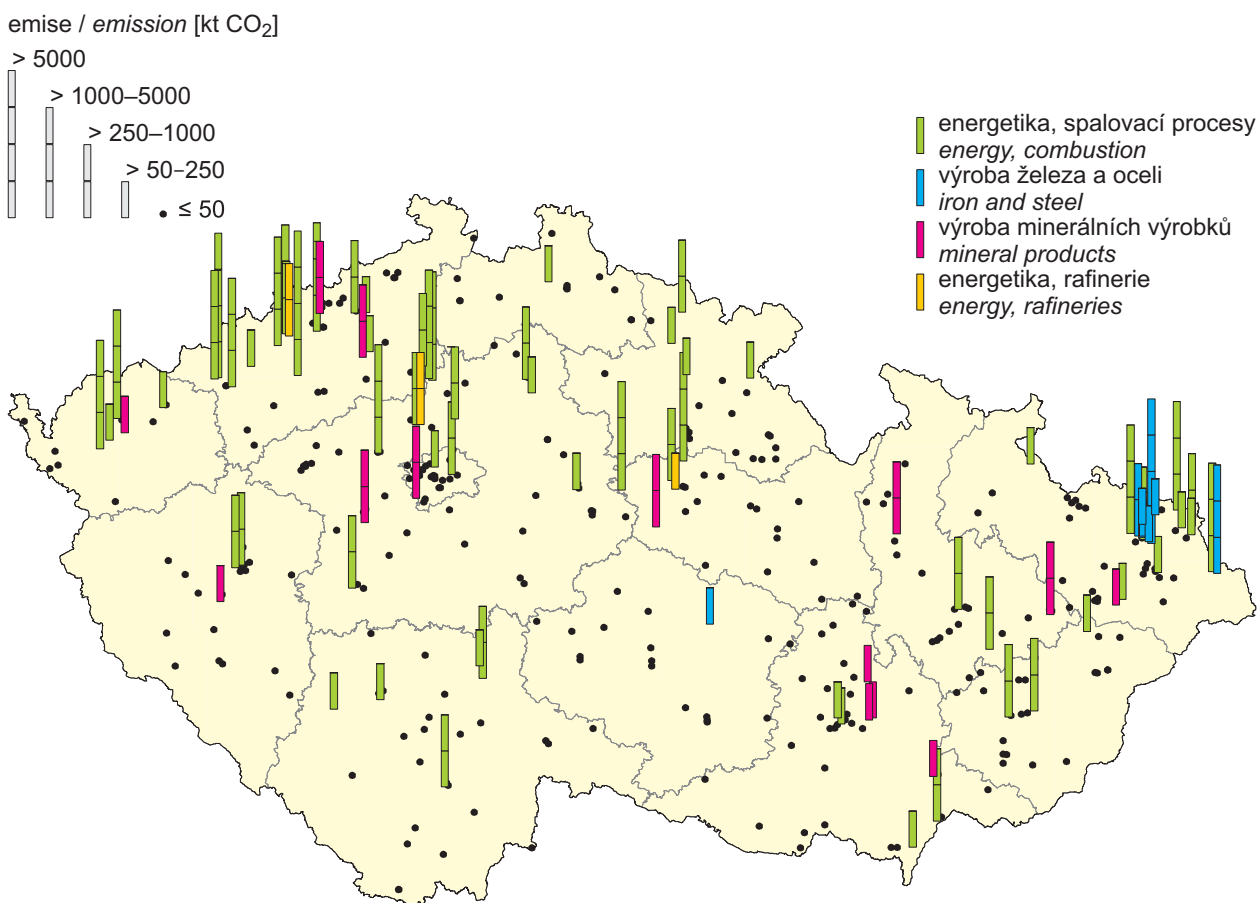 emise / emission [kt CO₂]
> 5000
> 1000–5000
> 250–1000
> 50–250
≤ 50
energetika, spalovací procesy
energy, combustion
výroba železa a oceli
iron and steel
výroba minerálních výrobků
mineral products
energetika, rafinerie
energy, rafineries